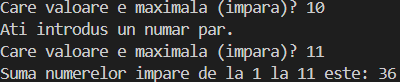 Care valoare e maximala (impara)? 10
Ati introdus un numar par.
Care valoare e maximala (impara)? 11
Suma numerelor impare de la 1 la 11 este: 36